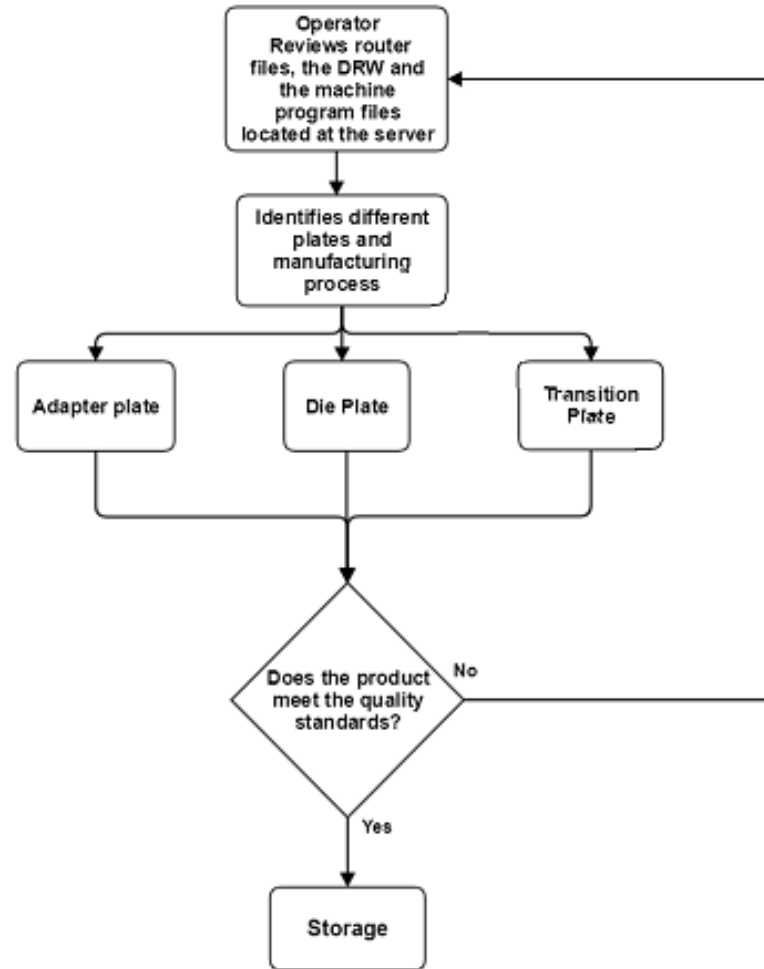 Operator
Reviews router
files, the DRW and
the machine
program files
located at the server
Identifies different
plates and
manufacturing
process
Adapter plate
Die Plate
Transition
Plate
Does the product
meet the quality
standards?
No
Yes
Storage